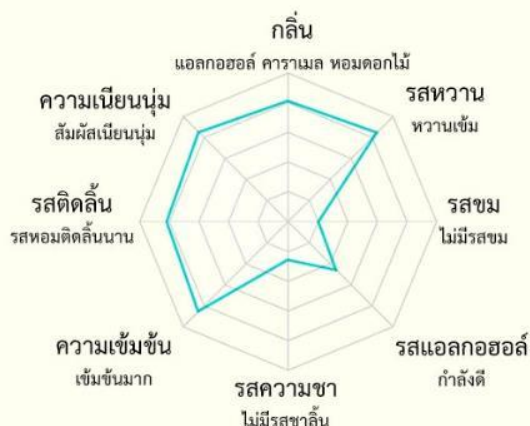 กลิ่น
แอลกอฮอล์ คาราเมล หอมดอกไม้
รสหวาน
หวานเข้ม
รสขม
ไม่มีรสขม
รสแอลกอฮอล์
กำลังดี
รสความชา
ไม่มีรสชาลิ้น
ความเข้มข้น
เข้มข้นมาก
รสติดลิ้น
รสหอมติดลิ้นนาน
ความเนียนนุ่ม
สัมผัสเนียนนุ่ม